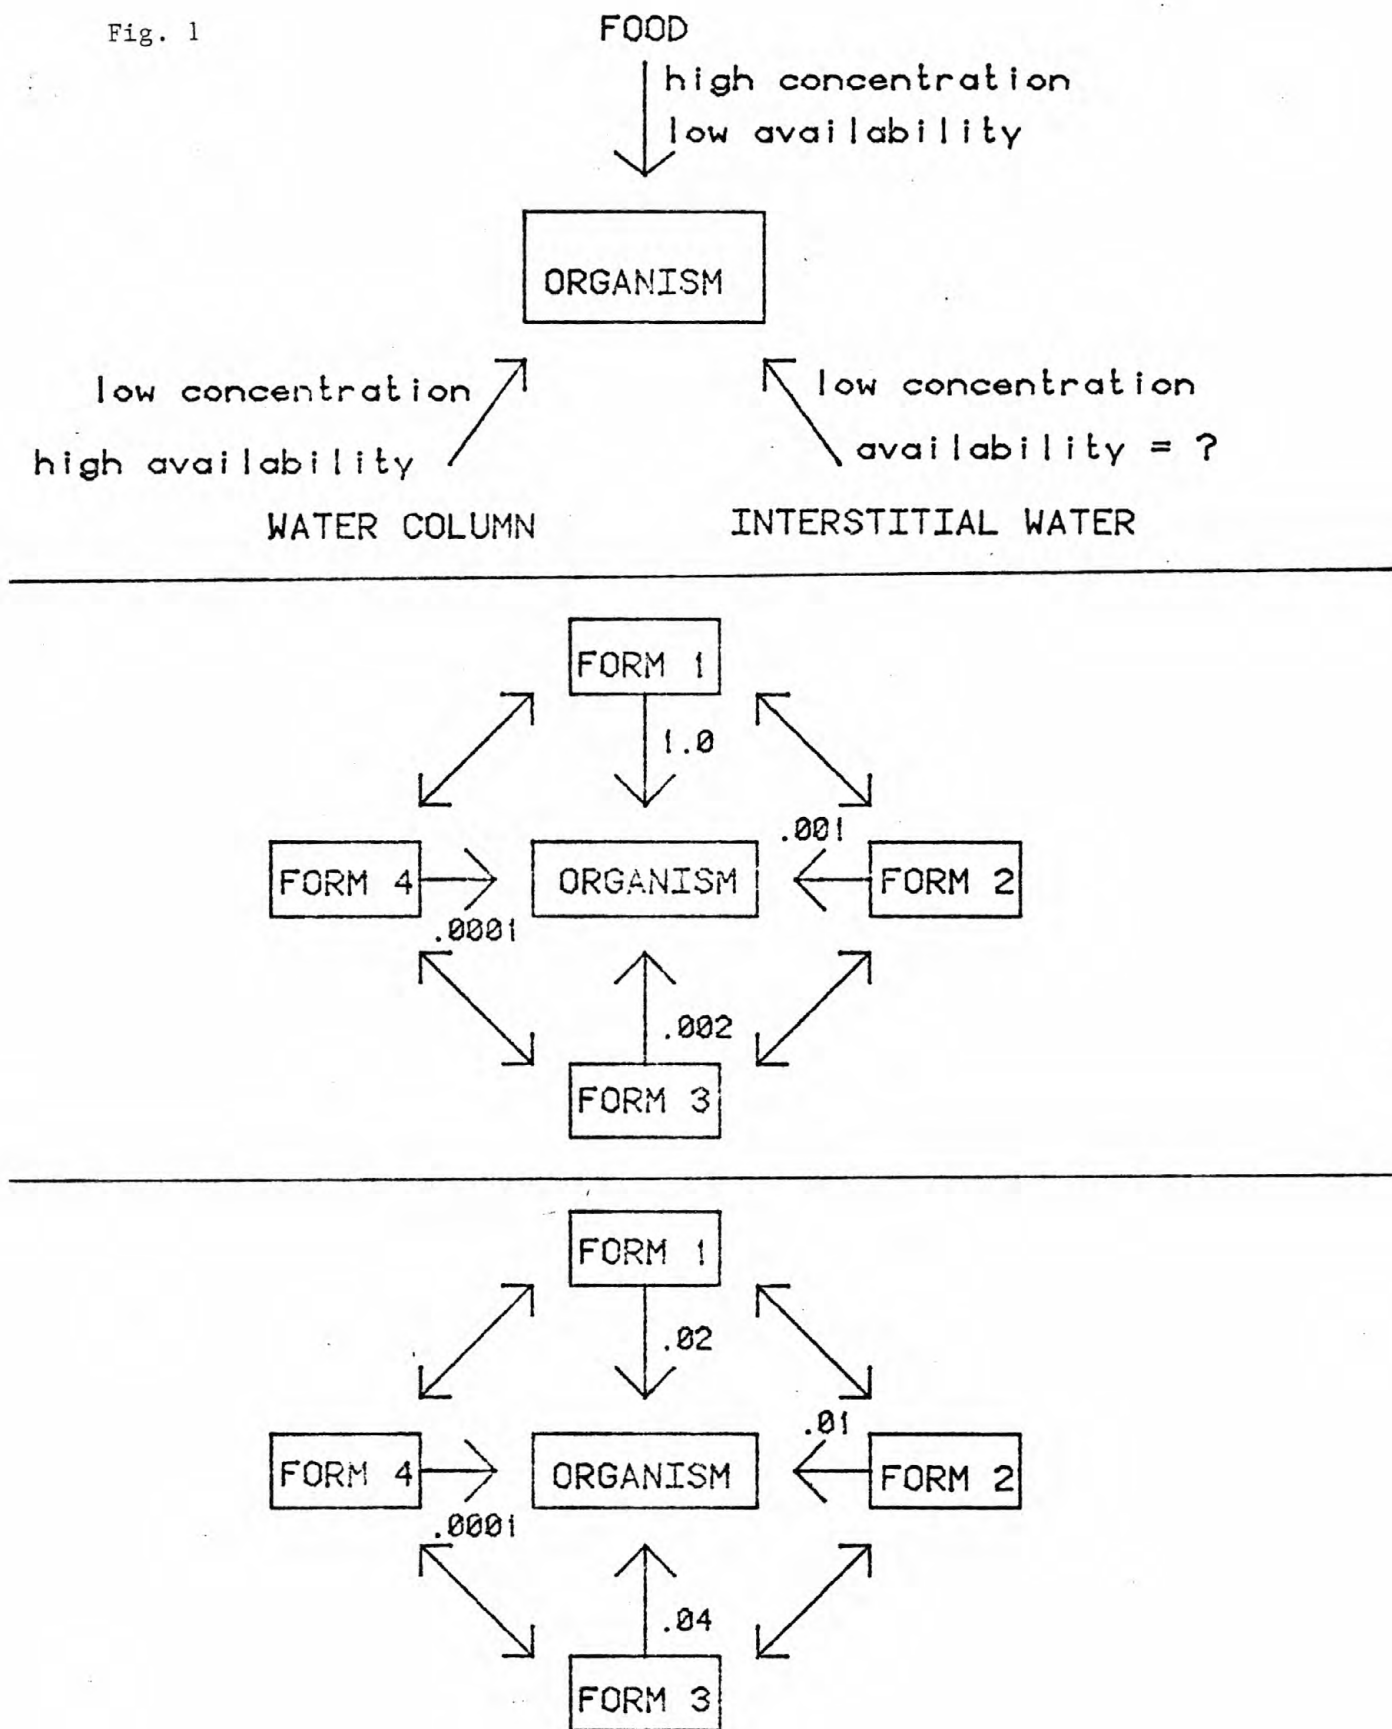 Fig. 1
FOOD
high concentration
low availability
ORGANISM
low concentration
high availability
WATER COLUMN
low concentration
availability = ?
INTERSTITIAL WATER
FORM 1
1.0
.001
FORM 4
ORGANISM
FORM 2
.0001
.002
FORM 3
FORM 1
.02
.01
FORM 4
ORGANISM
FORM 2
.0001
.04
FORM 3